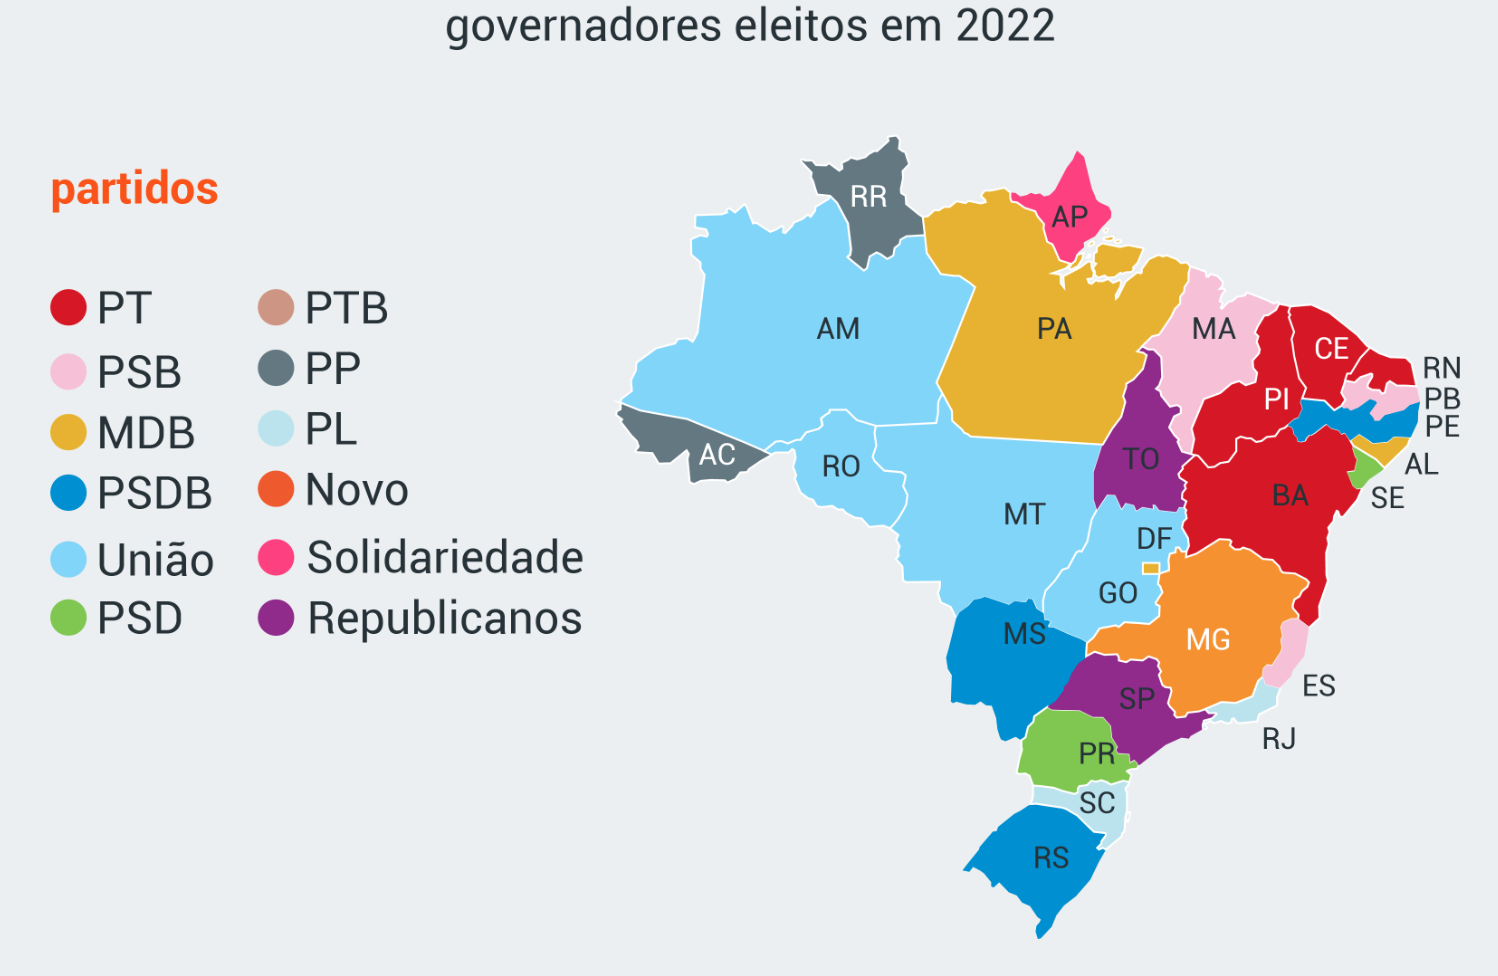 governadores eleitos em 2022
partidos
PT
PTB
PSB
PP
MDB
PL
PSDB
Novo
União
Solidariedade
PSD
Republicanos
RR
AP
AM
PA
MA
CE
RN
PI
PB
PE
AC
RO
TO
AL
BA
SE
MT
DF
GO
MS
MG
ES
SP
RJ
PR
SC
RS